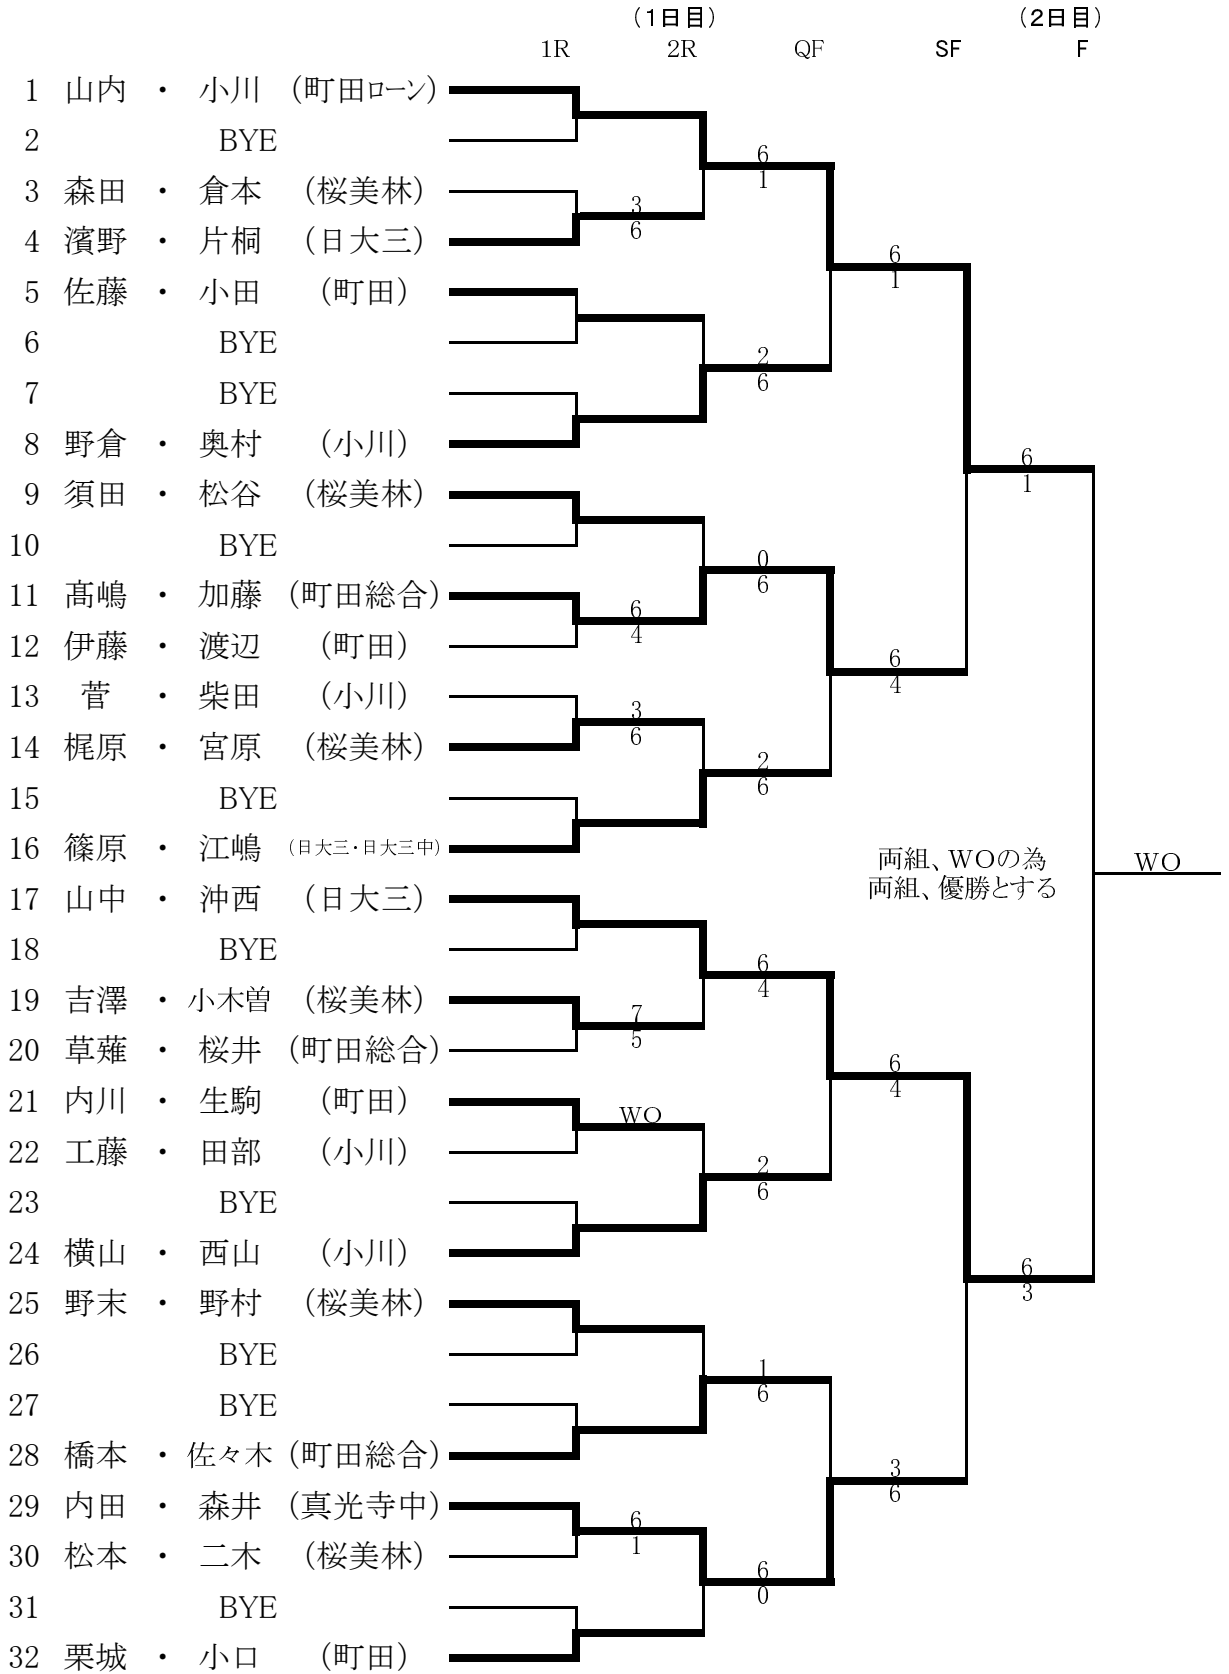 （1日目） （2日目）
1R 2R QF SF F
1 山内 ・ 小川 （町田ローン）
2 BYE
6
1
3 森田 ・ 倉本 （桜美林）
3
6
4 濱野 ・ 片桐 （日大三）
6
1
5 佐藤 ・ 小田 （町田）
6 BYE
2
6
7 BYE
8 野倉 ・ 奥村 （小川）
6
1
9 須田 ・ 松谷 （桜美林）
10 BYE
0
6
11 髙嶋 ・ 加藤 （町田総合）
6
4
12 伊藤 ・ 渡辺 （町田）
6
4
13 菅 ・ 柴田 （小川）
3
6
14 梶原 ・ 宮原 （桜美林）
2
6
15 BYE
16 篠原 ・ 江嶋 （日大三・日大三中）
両組、WOの為
両組、優勝とする
WO
17 山中 ・ 沖西 （日大三）
18 BYE
6
4
19 吉澤 ・ 小木曽 （桜美林）
7
5
20 草薙 ・ 桜井 （町田総合）
6
4
21 内川 ・ 生駒 （町田）
WO
22 工藤 ・ 田部 （小川）
2
6
23 BYE
24 横山 ・ 西山 （小川）
6
3
25 野末 ・ 野村 （桜美林）
26 BYE
1
6
27 BYE
28 橋本 ・ 佐々木 （町田総合）
3
6
29 内田 ・ 森井 （真光寺中）
6
1
30 松本 ・ 二木 （桜美林）
6
0
31 BYE
32 栗城 ・ 小口 （町田）